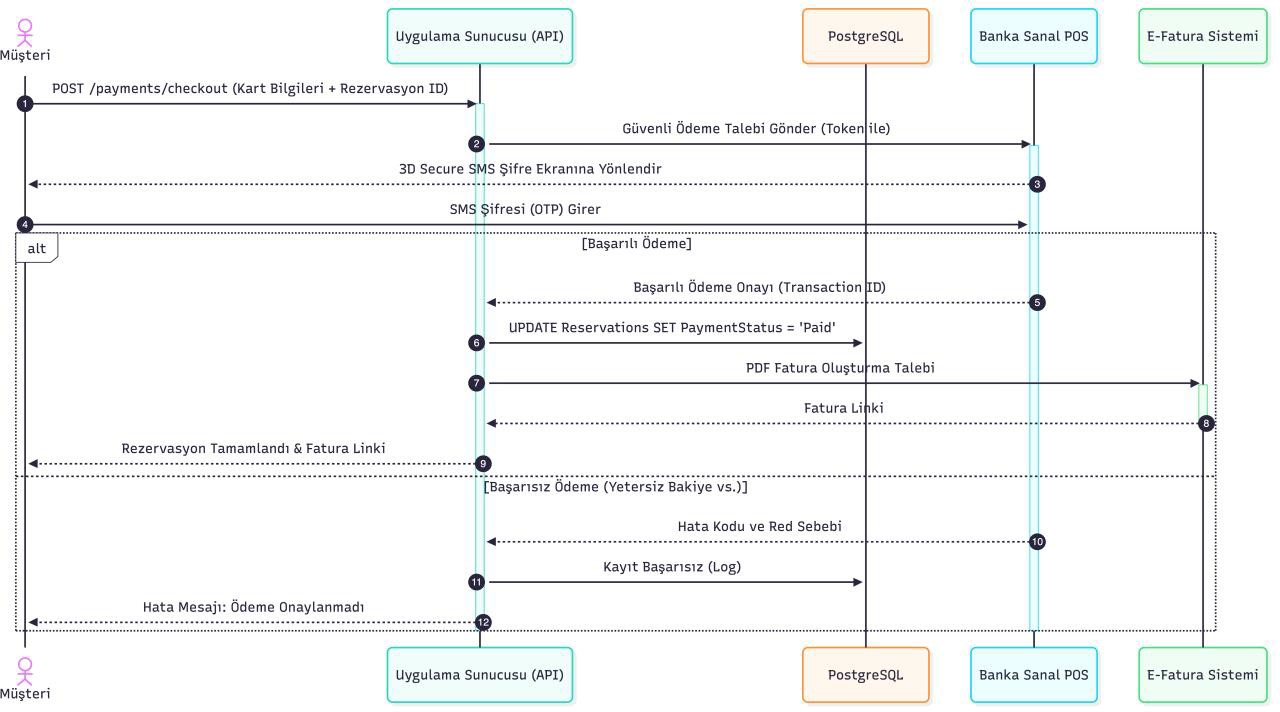 Müşteri
Uygulama Sunucusu (API)
PostgreSQL
Banka Sanal POS
E-Fatura Sistemi
1
POST /payments/checkout (Kart Bilgileri + Rezervasyon ID)
2
Güvenli Ödeme Talebi Gönder (Token ile)
3D Secure SMS Şifre Ekranına Yönlendir
3
SMS Şifresi (OTP) Girer
4
alt
[Başarılı Ödeme]
Başarılı Ödeme Onayı (Transaction ID)
5
UPDATE Reservations SET PaymentStatus = 'Paid'
6
PDF Fatura Oluşturma Talebi
7
Fatura Linki
8
Rezervasyon Tamamlandı & Fatura Linki
9
[Başarısız Ödeme (Yetersiz Bakiye vs.)]
Hata Kodu ve Red Sebebi
10
Kayıt Başarısız (Log)
11
Hata Mesajı: Ödeme Onaylanmadı
12
Müşteri
Uygulama Sunucusu (API)
PostgreSQL
Banka Sanal POS
E-Fatura Sistemi